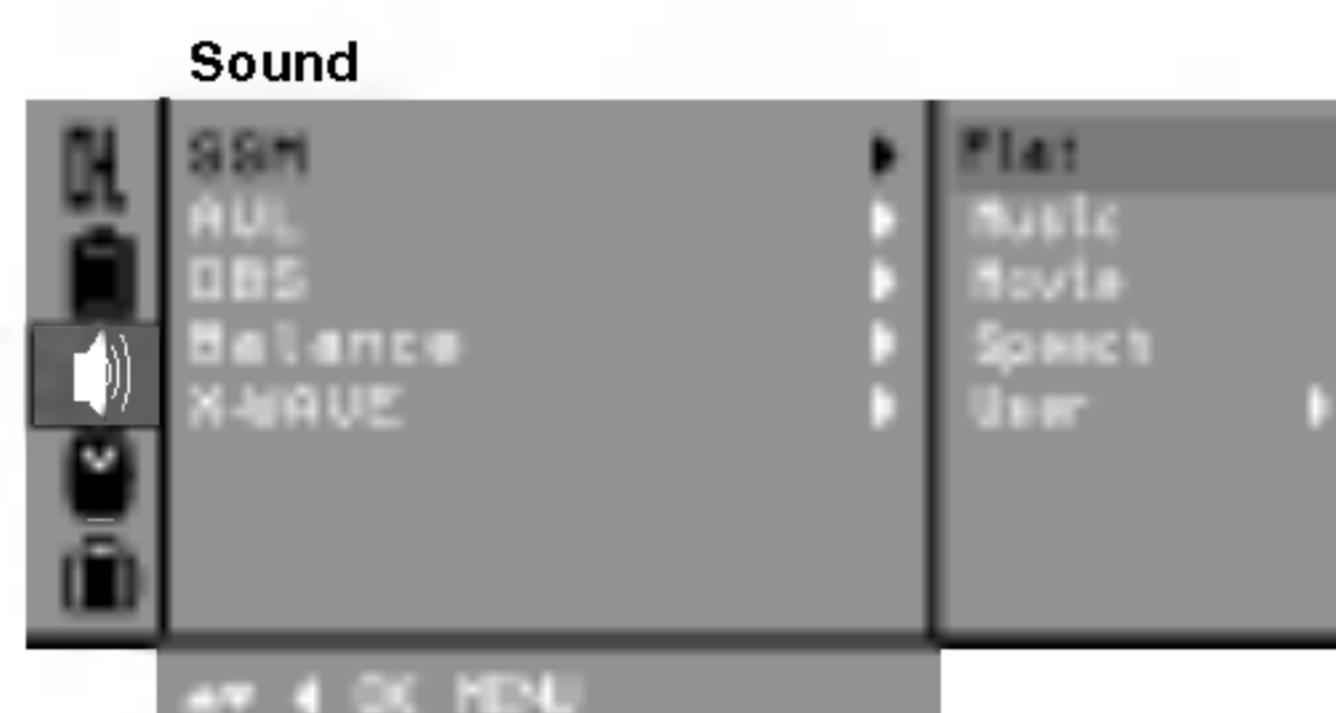 Sound
SSM
AVL
DBS
Balance
X-WAVE
Flat
Music
Movie
Speech
User
OK MENU